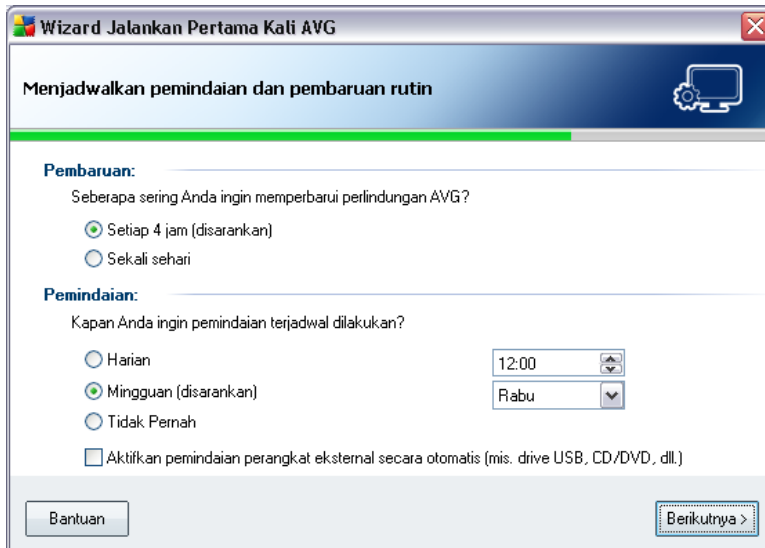 Wizard Jalankan Pertama Kali AVG
Menjadwalkan pemindaian dan pembaruan rutin
Pembaruan:
Seberapa sering Anda ingin memperbarui perlindungan AVG?
Setiap 4 jam (disarankan)
Sekali sehari
Pemindaian:
Kapan Anda ingin pemindaian terjadwal dilakukan?
Harian 12:00
Mingguan (disarankan) Rabu
Tidak Pernah
Aktifkan pemindaian perangkat eksternal secara otomatis (mis. drive USB, CD/DVD, dll.)
Bantuan Berikutnya >